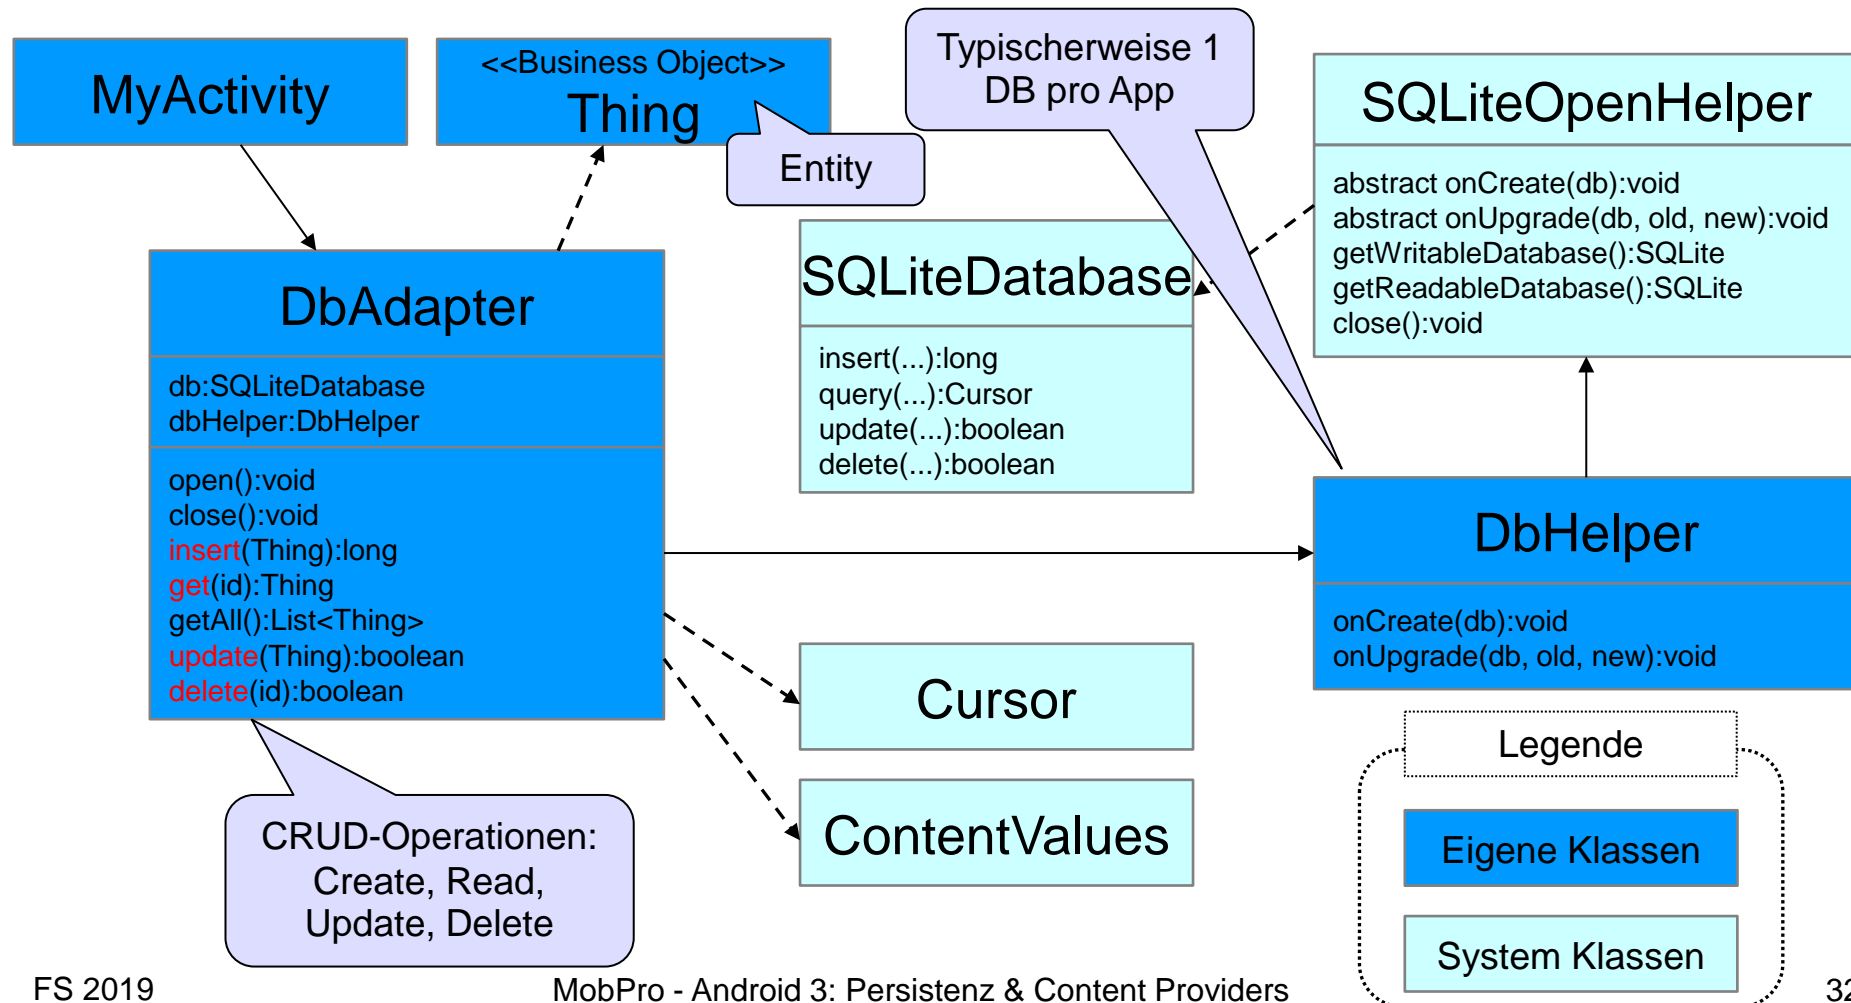 MyActivity
<<Business Object>>
Thing
Entity
Typischerweise 1
DB pro App
SQLiteOpenHelper
abstract onCreate(db):void
abstract onUpgrade(db, old, new):void
getWritableDatabase():SQLite
getReadableDatabase():SQLite
close():void
DbAdapter
db:SQLiteDatabase
dbHelper:DbHelper
open():void
close():void
insert(Thing):long
get(id):Thing
getAll():List<Thing>
update(Thing):boolean
delete(id):boolean
SQLiteDatabase
insert(...):long
query(...):Cursor
update(...):boolean
delete(...):boolean
DbHelper
onCreate(db):void
onUpgrade(db, old, new):void
Cursor
ContentValues
CRUD-Operationen:
Create, Read,
Update, Delete
Legende
Eigene Klassen
System Klassen
FS 2019
MobPro - Android 3: Persistenz & Content Providers
32